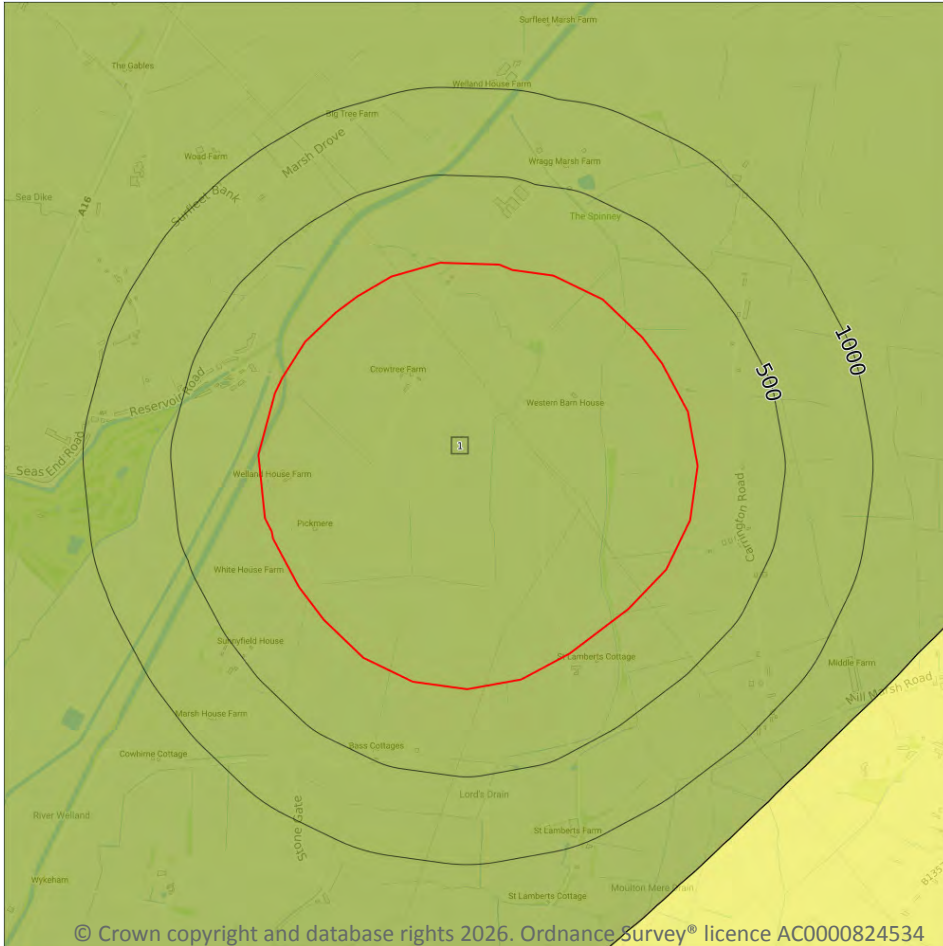 Surfleet Marsh Farm
The Gables
Welland House Farm
Big Tree Farm
Marsh Drove
Woad Farm
Wragg Marsh Farm
Sea Dike
A16
Surfleet Bank
The Spinney
1000
500
Crowtree Farm
Reservoir Road
Western Barn House
1
Seas End Road
Welland House Farm
Carrington Road
Pickmere
White House Farm
Sunnyfield House
St Lamberts Cottage
Middle Farm
Mill Marsh Road
Marsh House Farm
Bass Cottages
Cowhirne Cottage
Lord's Drain
River Welland
Stone Gate
St Lamberts Farm
Wykeham
Moulton Mere Drain
St Lamberts Cottage
© Crown copyright and database rights 2026. Ordnance Survey® licence AC0000824534